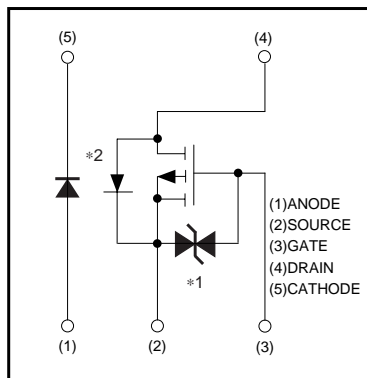 (5)
(4)
*2
(1)ANODE
(2)SOURCE
(3)GATE
(4)DRAIN
(5)CATHODE
*1
(1)
(2)
(3)